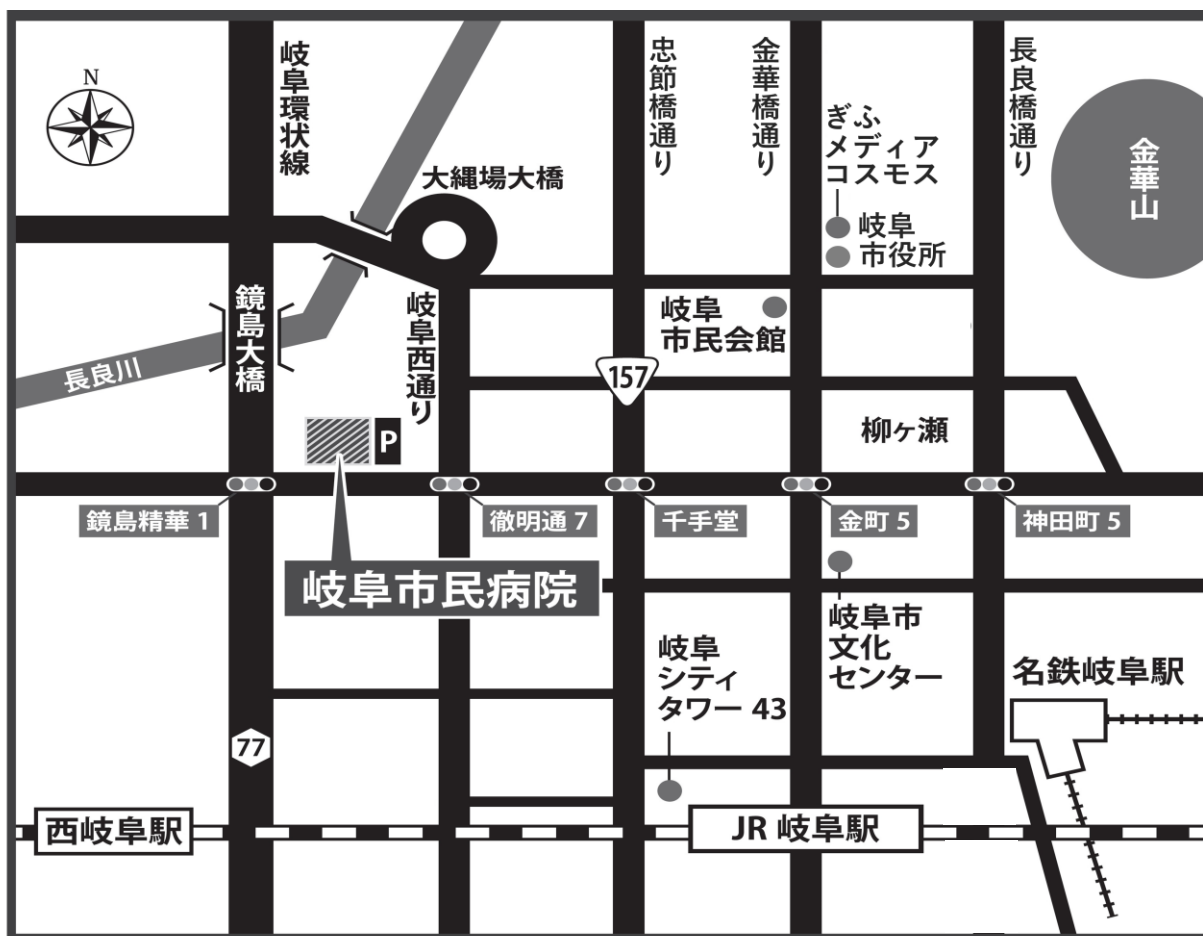 N
岐阜環状線
忠節橋通り
金華橋通り
長良橋通り
ぎふ
メディア
コスモス
岐阜
市役所
金華山
大縄場大橋
鏡島大橋
長良川
岐阜西通り
岐阜
市民会館
157
柳ヶ瀬
P
鏡島精華 1
徹明通 7
千手堂
金町 5
神田町 5
岐阜市民病院
岐阜
シティ
タワー 43
岐阜市
文化
センター
名鉄岐阜駅
77
西岐阜駅
JR 岐阜駅